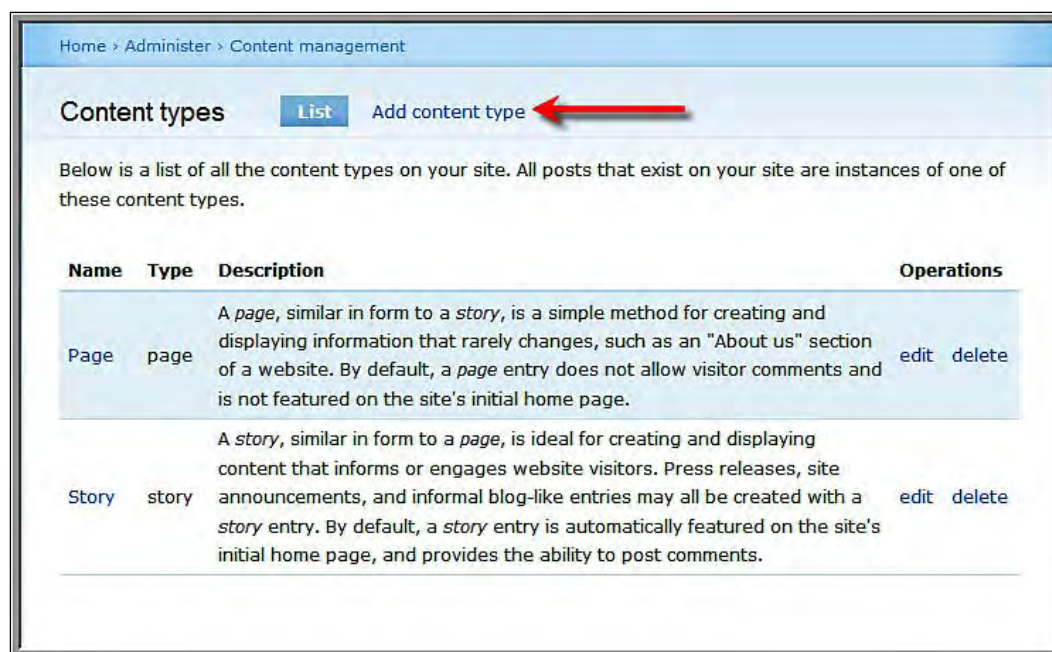 Home › Administer › Content management
Content types List Add content type
Below is a list of all the content types on your site. All posts that exist on your site are instances of one of
these content types.
Name Type Description Operations
A page, similar in form to a story, is a simple method for creating and
displaying information that rarely changes, such as an "About us" section
Page page of a website. By default, a page entry does not allow visitor comments and edit delete
is not featured on the site's initial home page.
A story, similar in form to a page, is ideal for creating and displaying
content that informs or engages website visitors. Press releases, site
Story story announcements, and informal blog-like entries may all be created with a edit delete
story entry. By default, a story entry is automatically featured on the site's
initial home page, and provides the ability to post comments.